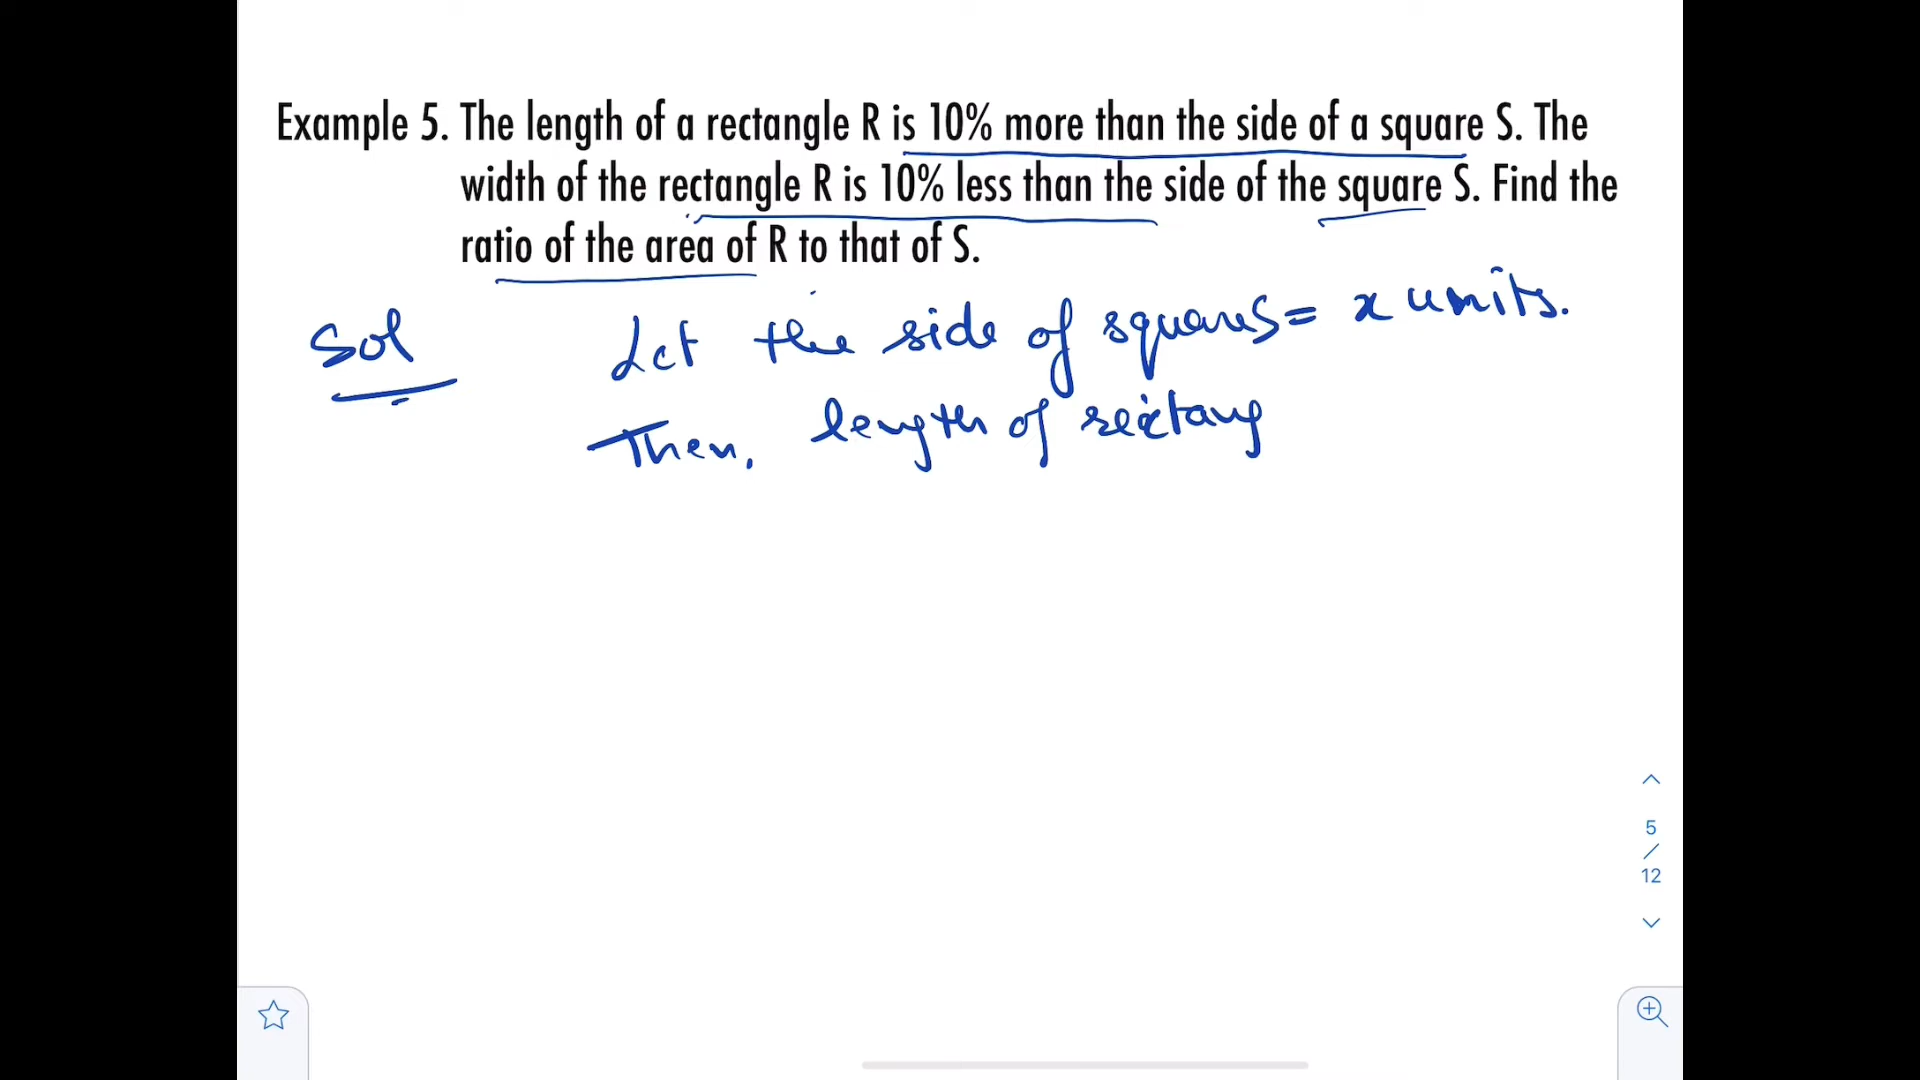 Example 5. The length of a rectangle R is 10% more than the side of a square S. The
width of the rectangle R is 10% less than the side of the square S. Find the
ratio of the area of R to that of S.
Sol Let the side of square S = x units.
Then, length of rectang
5
/
12